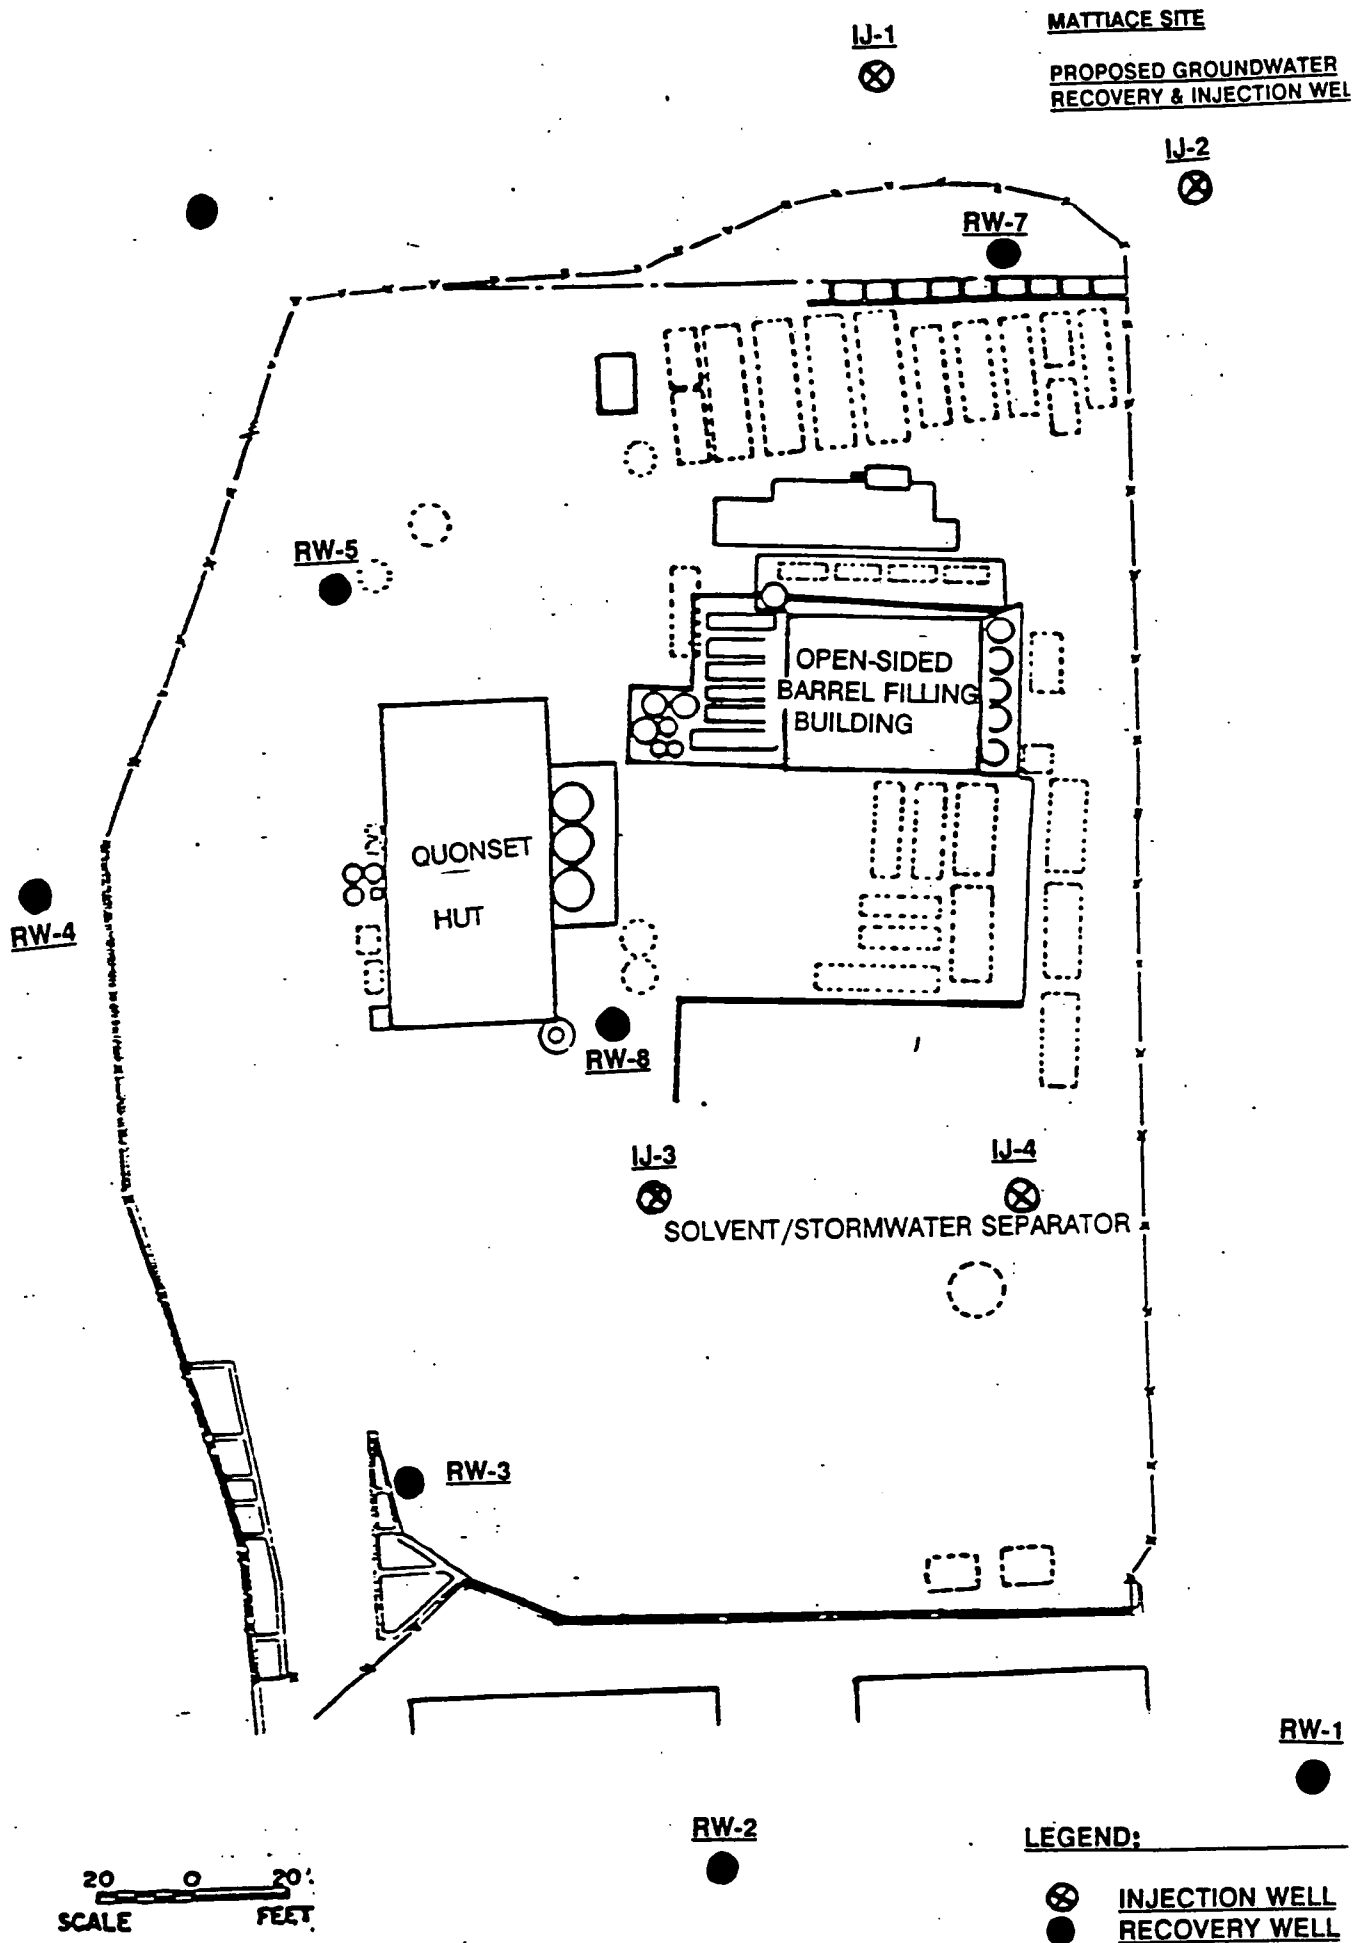 MATTIACE SITE
PROPOSED GROUNDWATER
RECOVERY & INJECTION WEL
IJ-1
IJ-2
RW-7
RW-5
OPEN-SIDED
BARREL FILLING
BUILDING
QUONSET
HUT
RW-4
RW-8
IJ-3
IJ-4
SOLVENT/STORMWATER SEPARATOR
RW-3
RW-1
RW-2
LEGEND:
INJECTION WELL
RECOVERY WELL
20 0 20'
SCALE FEET